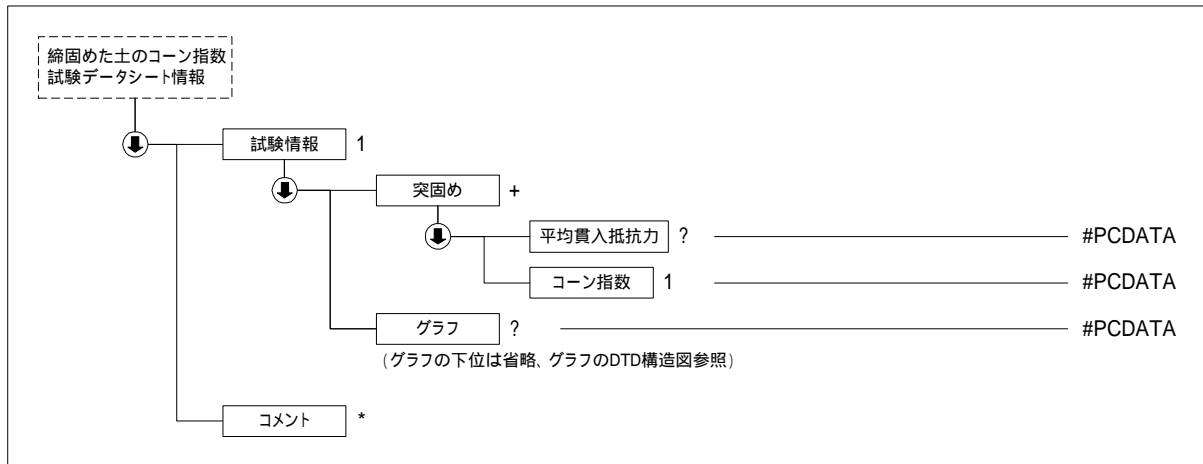 締固めた土のコーン指数
試験データシート情報
試験情報 1
突固め +
平均貫入抵抗力 ? #PCDATA
コーン指数 1 #PCDATA
グラフ ? #PCDATA
(グラフの下位は省略、グラフのDTD構造図参照)
コメント *